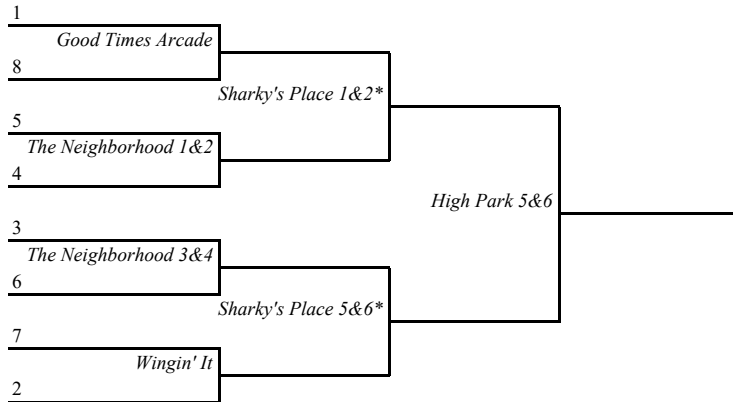 1
Good Times Arcade
8
Sharky's Place 1&2*
5
The Neighborhood 1&2
4
High Park 5&6
3
The Neighborhood 3&4
6
Sharky's Place 5&6*
7
Wingin' It
2